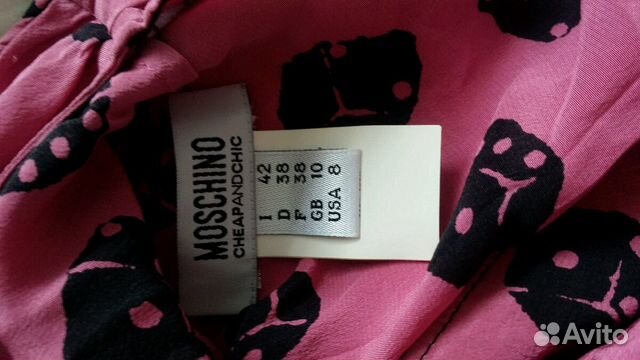 MOSCHINO
CHEAPANDCHIC
I 42
D 38
F 38
GB 10
USA 8
Avito